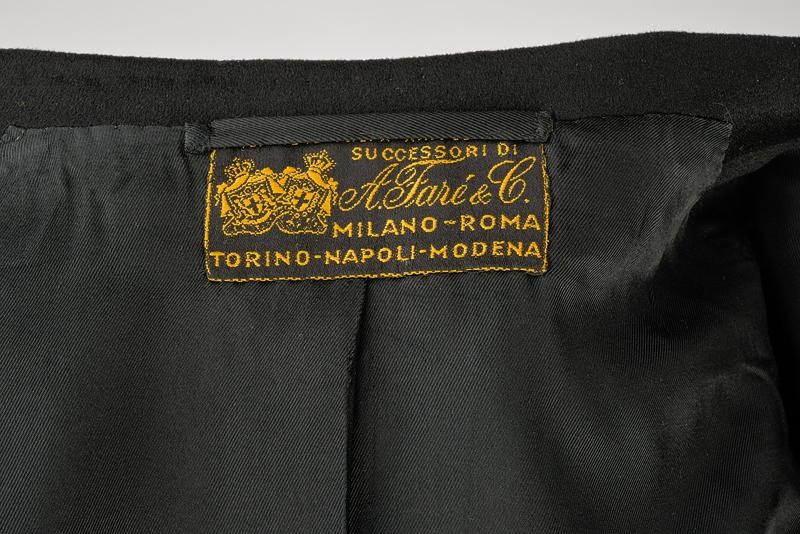 SUCCESSORI DI
A. Faré & C.
MILANO-ROMA
TORINO-NAPOLI-MODENA